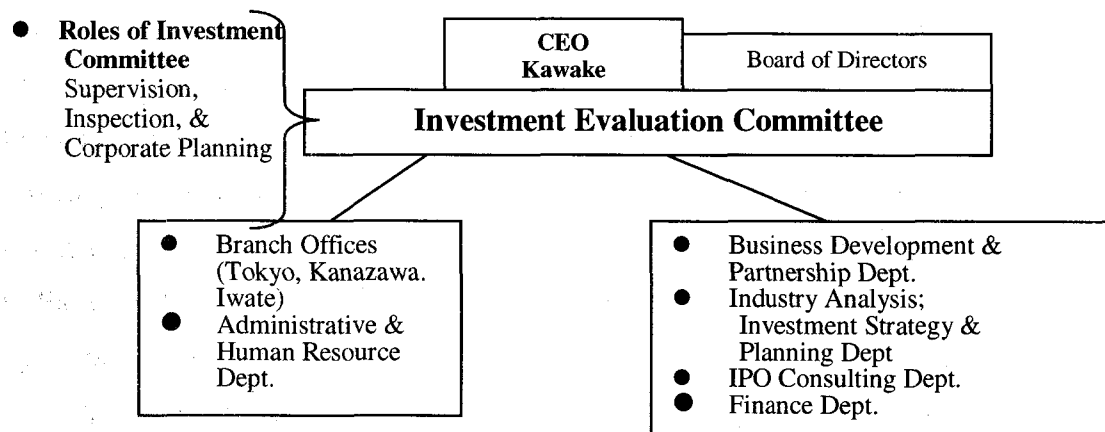 ● Roles of Investment
Committee
Supervision,
Inspection, &
Corporate Planning
CEO
Kawake
Board of Directors
Investment Evaluation Committee
● Branch Offices
(Tokyo, Kanazawa.
Iwate)
● Administrative &
Human Resource
Dept.
● Business Development &
Partnership Dept.
● Industry Analysis;
Investment Strategy &
Planning Dept
● IPO Consulting Dept.
● Finance Dept.